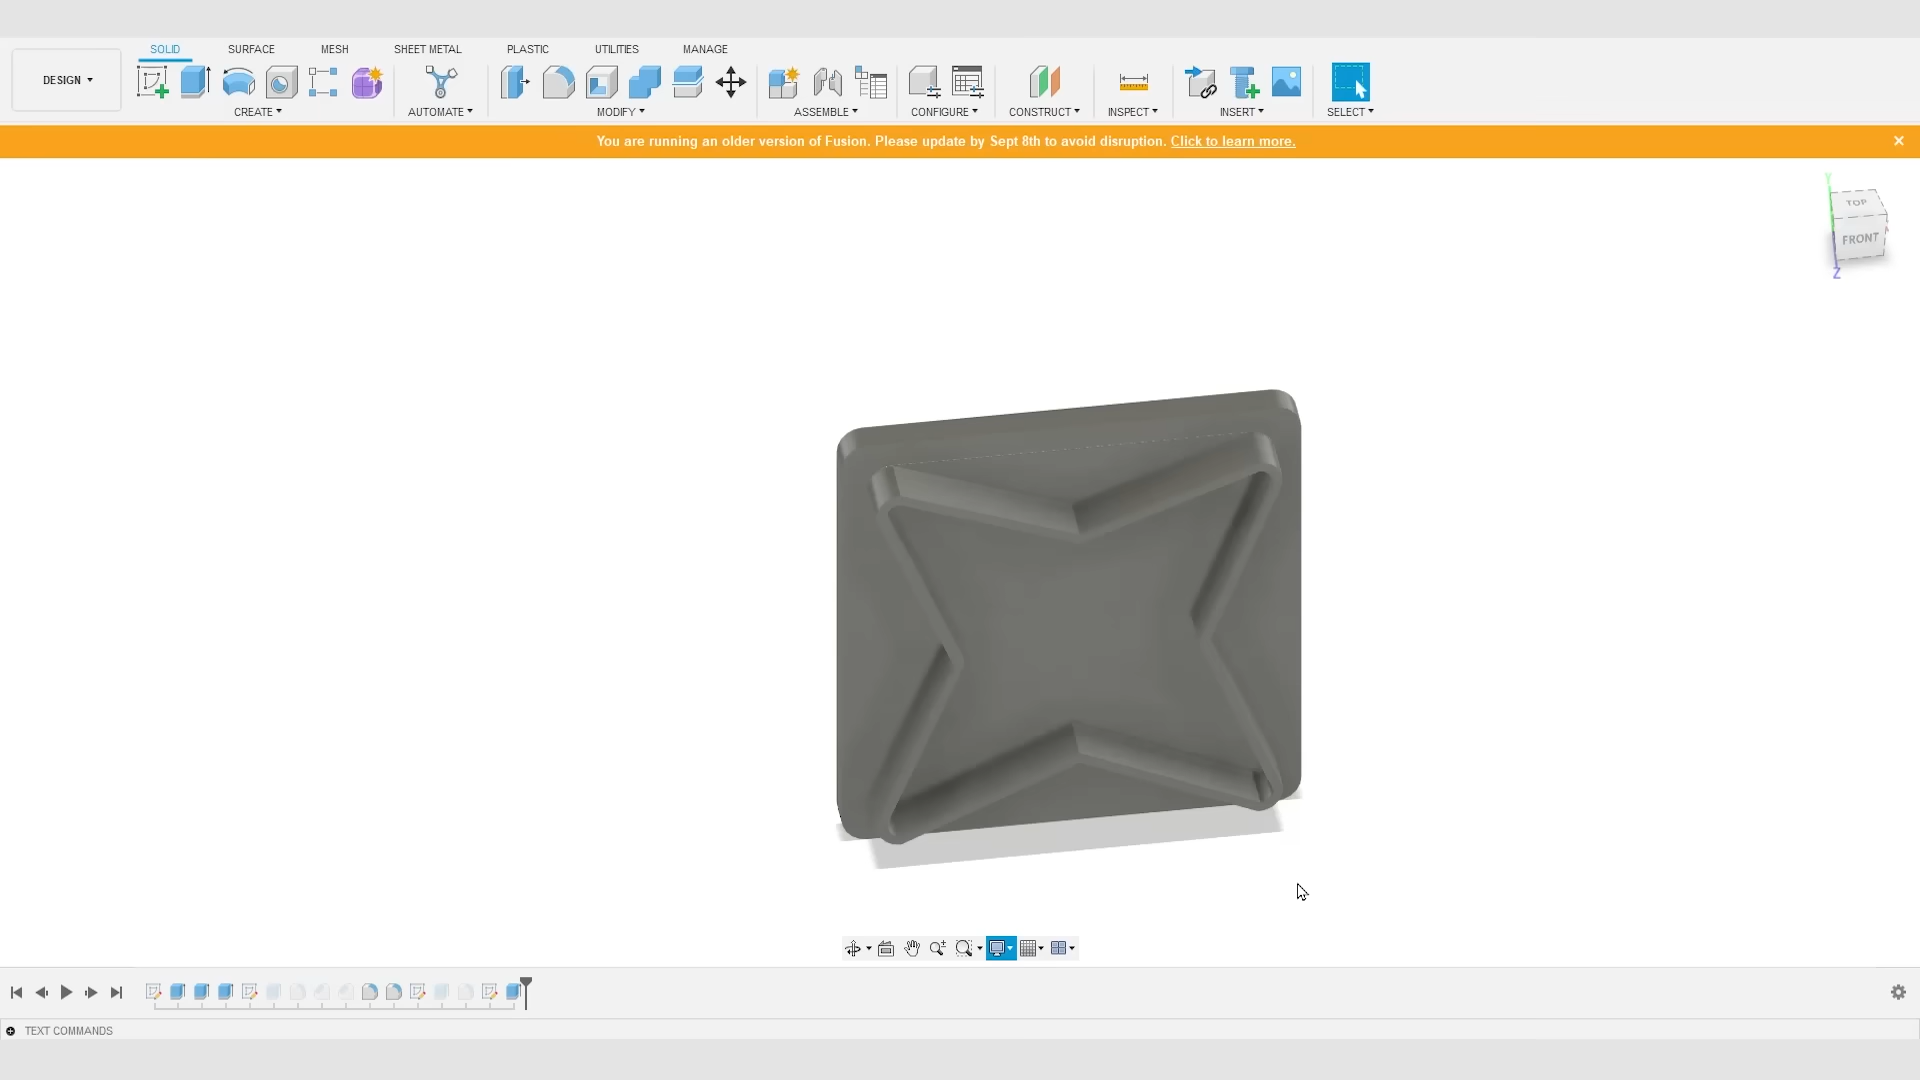 SOLID SURFACE MESH SHEET METAL PLASTIC UTILITIES MANAGE
DESIGN
CREATE AUTOMATE MODIFY ASSEMBLE CONFIGURE CONSTRUCT INSPECT INSERT SELECT
You are running an older version of Fusion. Please update by Sept 8th to avoid disruption. Click to learn more.
Y
TOP
FRONT
Z
TEXT COMMANDS